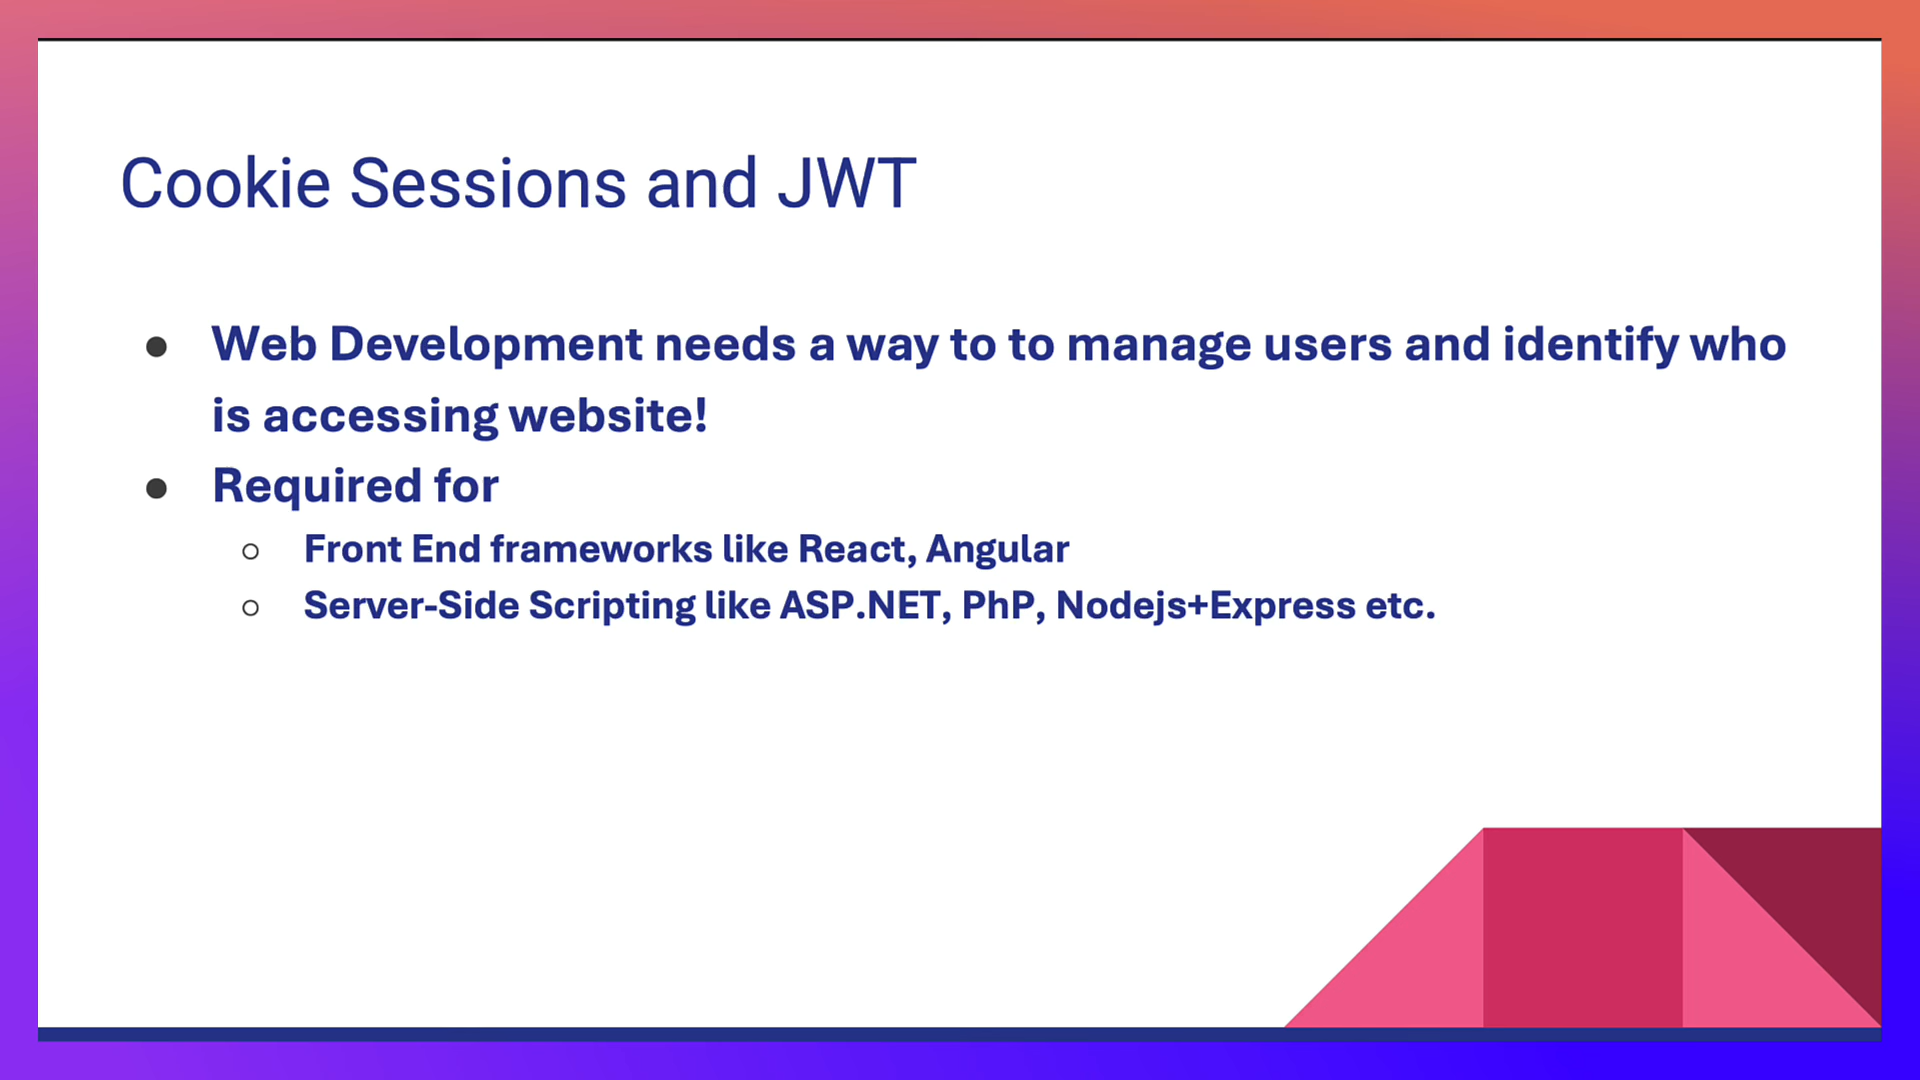 Cookie Sessions and JWT
● Web Development needs a way to to manage users and identify who
is accessing website!
● Required for
○ Front End frameworks like React, Angular
○ Server-Side Scripting like ASP.NET, PhP, Nodejs+Express etc.